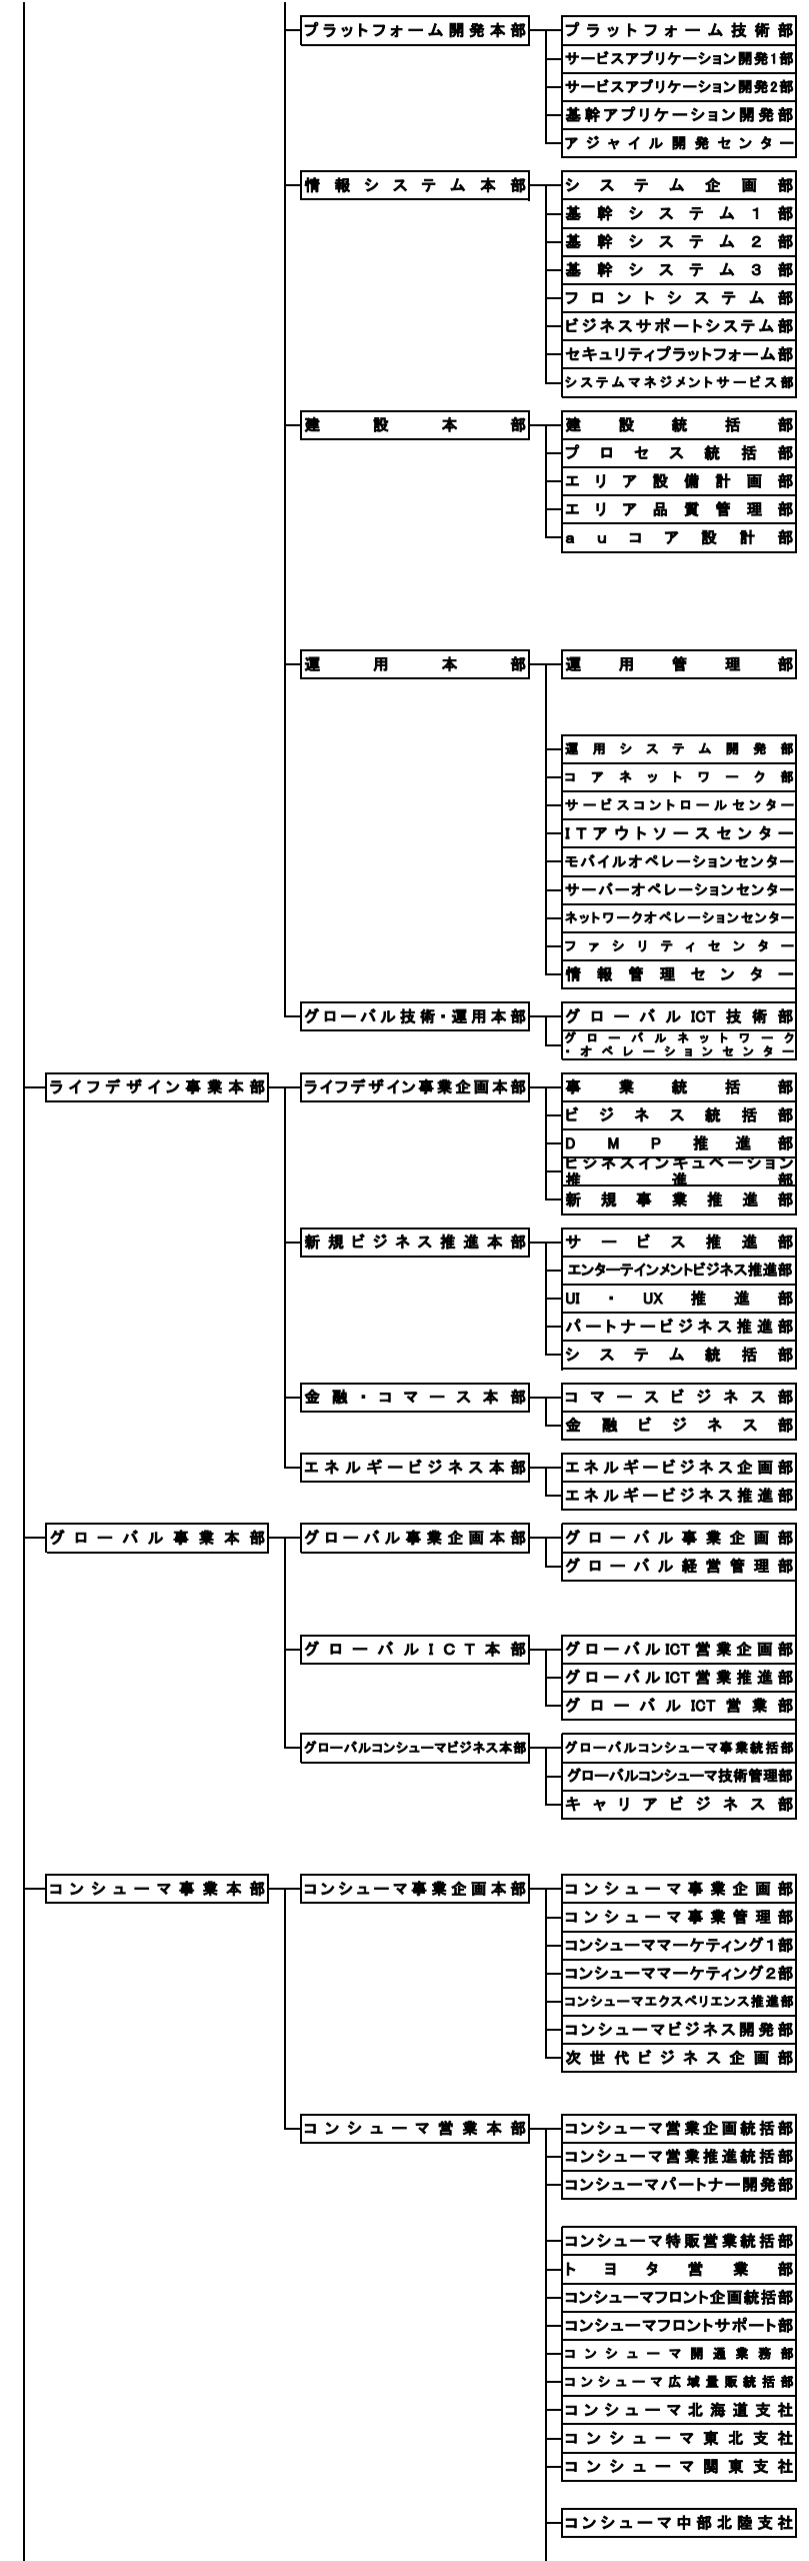 プラットフォーム開発本部
プラットフォーム技術部
サービスアプリケーション開発1部
サービスアプリケーション開発2部
基幹アプリケーション開発部
アジャイル開発センター
情報システム本部
システム企画部
基幹システム1部
基幹システム2部
基幹システム3部
フロントシステム部
ビジネスサポートシステム部
セキュリティプラットフォーム部
システムマネジメントサービス部
建設本部
建設統括部
プロセス統括部
エリア設備計画部
エリア品質管理部
auコア設計部
運用本部
運用管理部
運用システム開発部
コアネットワーク部
サービスコントロールセンター
ITアウトソースセンター
モバイルオペレーションセンター
サーバーオペレーションセンター
ネットワークオペレーションセンター
ファシリティセンター
情報管理センター
グローバル技術・運用本部
グローバルICT技術部
グローバルネットワーク
・オペレーションセンター
ライフデザイン事業本部
ライフデザイン事業企画本部
事業統括部
ビジネス統括部
DMP推進部
ビジネスインキュベーション
推進部
新規事業推進部
新規ビジネス推進本部
サービス推進部
エンターテインメントビジネス推進部
UI・UX推進部
パートナービジネス推進部
システム統括部
金融・コマース本部
コマースビジネス部
金融ビジネス部
エネルギービジネス本部
エネルギービジネス企画部
エネルギービジネス推進部
グローバル事業本部
グローバル事業企画本部
グローバル事業企画部
グローバル経営管理部
グローバルICT本部
グローバルICT営業企画部
グローバルICT営業推進部
グローバルICT営業部
グローバルコンシューマビジネス本部
グローバルコンシューマ事業統括部
グローバルコンシューマ技術管理部
キャリアビジネス部
コンシューマ事業本部
コンシューマ事業企画本部
コンシューマ事業企画部
コンシューマ事業管理部
コンシューママーケティング1部
コンシューママーケティング2部
コンシューマエクスペリエンス推進部
コンシューマビジネス開発部
次世代ビジネス企画部
コンシューマ営業本部
コンシューマ営業企画統括部
コンシューマ営業推進統括部
コンシューマパートナー開発部
コンシューマ特販営業統括部
トヨタ営業部
コンシューマフロント企画統括部
コンシューマフロントサポート部
コンシューマ開通業務部
コンシューマ広域量販統括部
コンシューマ北海道支社
コンシューマ東北支社
コンシューマ関東支社
コンシューマ中部北陸支社